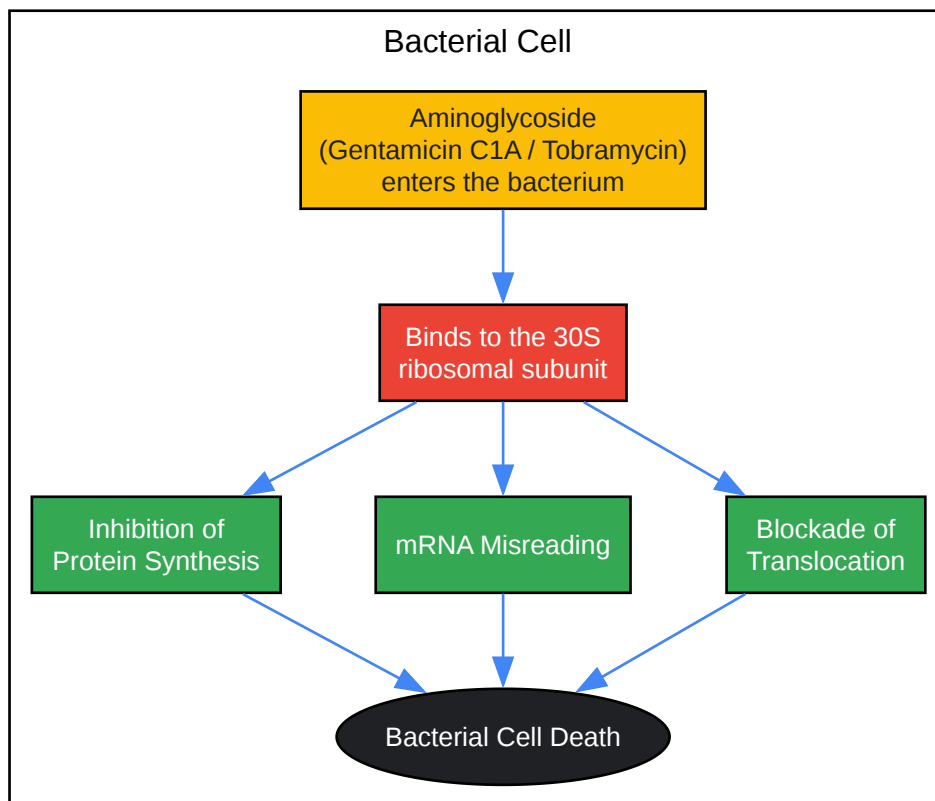 Bacterial Cell
Aminoglycoside
(Gentamicin C1A / Tobramycin)
enters the bacterium
Binds to the 30S
ribosomal subunit
Inhibition of
Protein Synthesis
mRNA Misreading
Blockade of
Translocation
Bacterial Cell Death